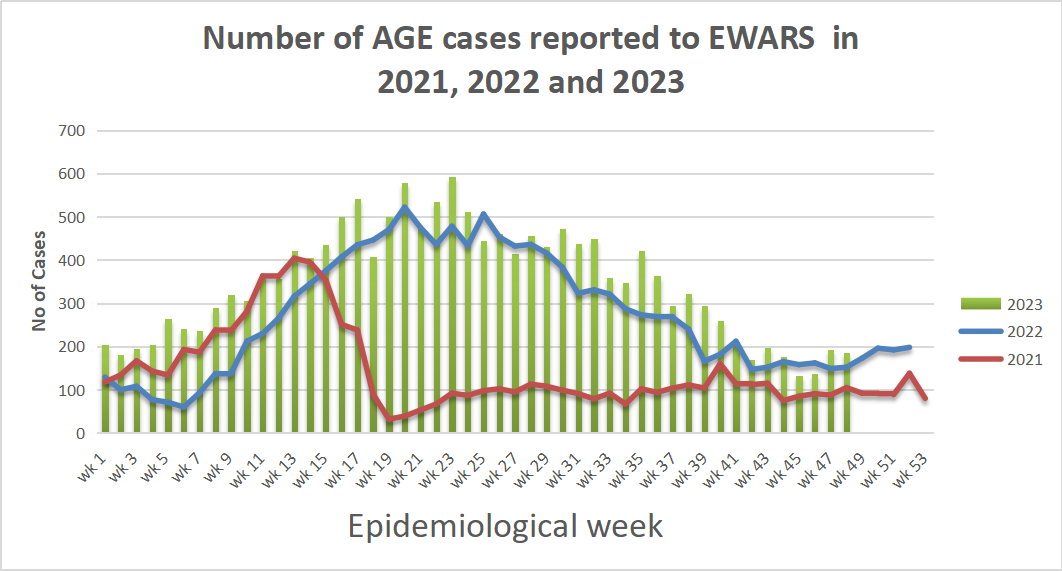 Number of AGE cases reported to EWARS in
2021, 2022 and 2023
700
600
500
400
300
200
100
0
No of Cases
wk 1
wk 3
wk 5
wk 7
wk 9
wk 11
wk 13
wk 15
wk 17
wk 19
wk 21
wk 23
wk 25
wk 27
wk 29
wk 31
wk 33
wk 35
wk 37
wk 39
wk 41
wk 43
wk 45
wk 47
wk 49
wk 51
wk 53
Epidemiological week
2023
2022
2021